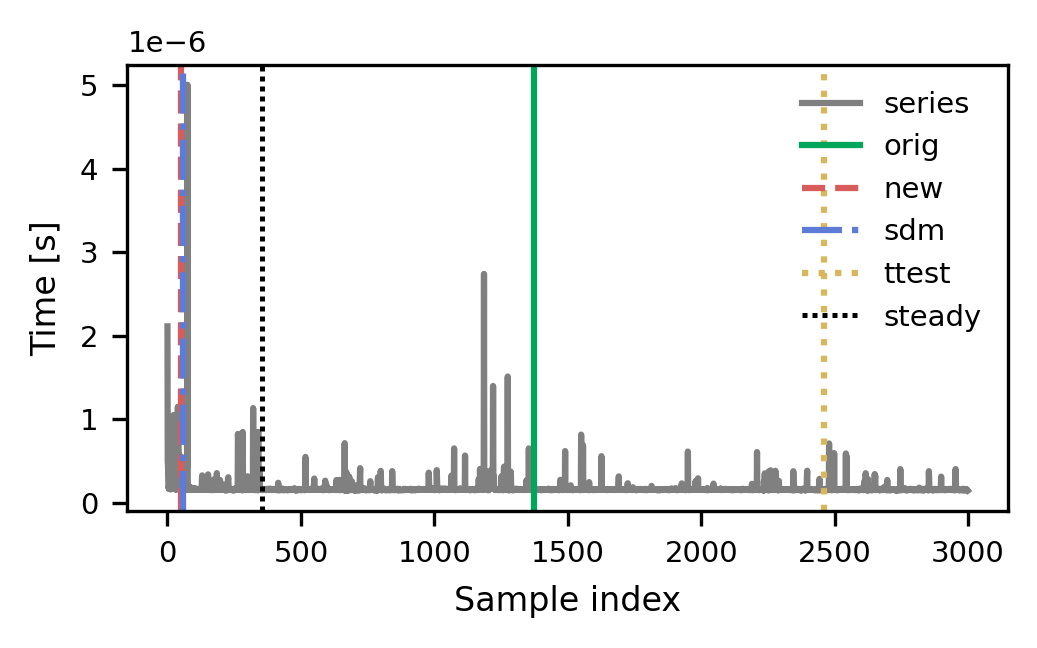 1e−6
5
4
3
2
1
0
Time [s]
series
orig
new
sdm
ttest
steady
0 500 1000 1500 2000 2500 3000
Sample index